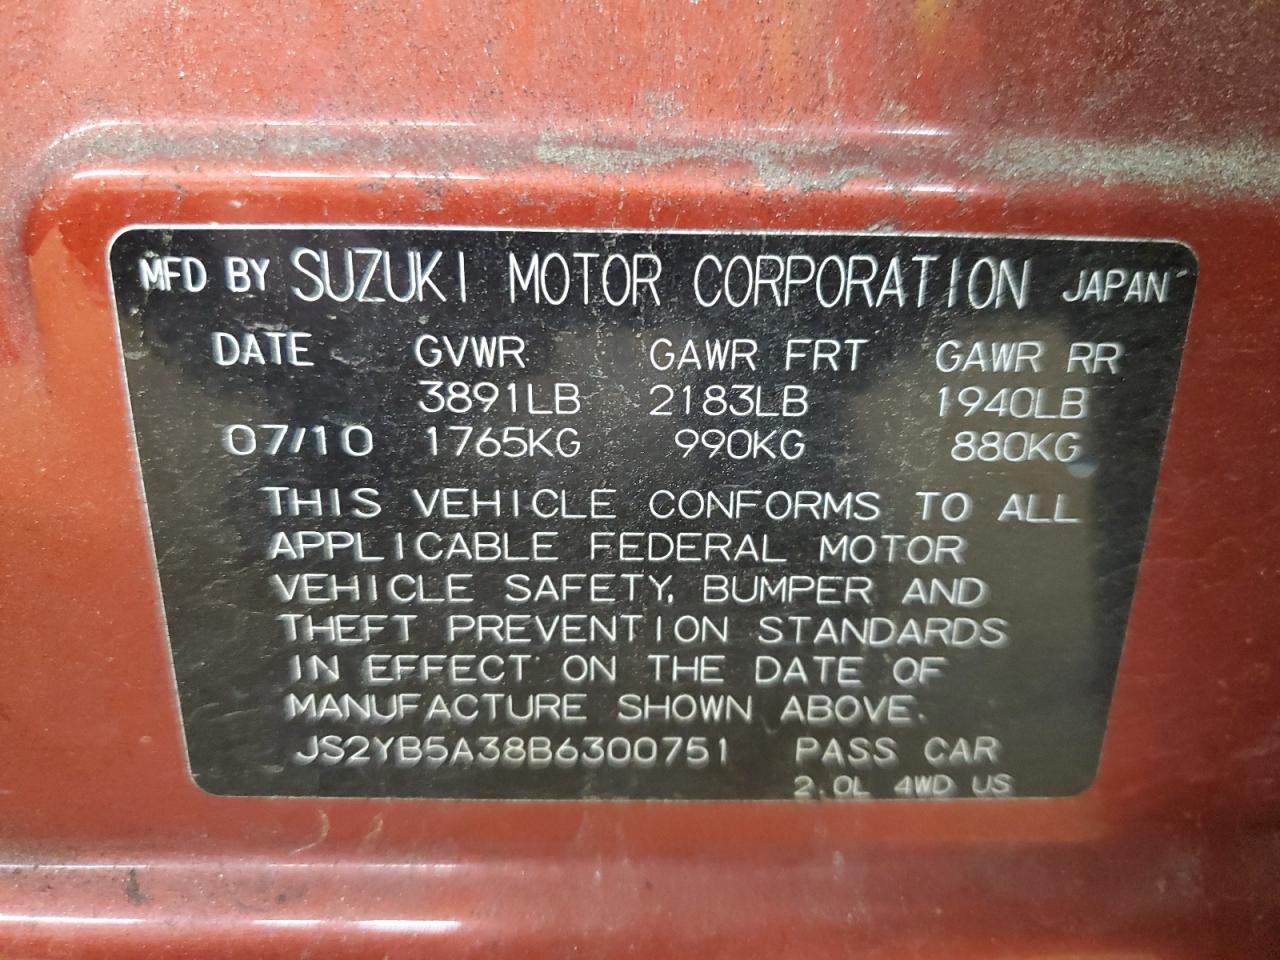 MFD BY SUZUKI MOTOR CORPORATION JAPAN
DATE GVWR GAWR FRT GAWR RR
3891LB 2183LB 1940LB
07/10 1765KG 990KG 880KG
THIS VEHICLE CONFORMS TO ALL
APPLICABLE FEDERAL MOTOR
VEHICLE SAFETY, BUMPER AND
THEFT PREVENTION STANDARDS
IN EFFECT ON THE DATE OF
MANUFACTURE SHOWN ABOVE.
JS2YB5A38B6300751 PASS CAR
2.0L 4WD US